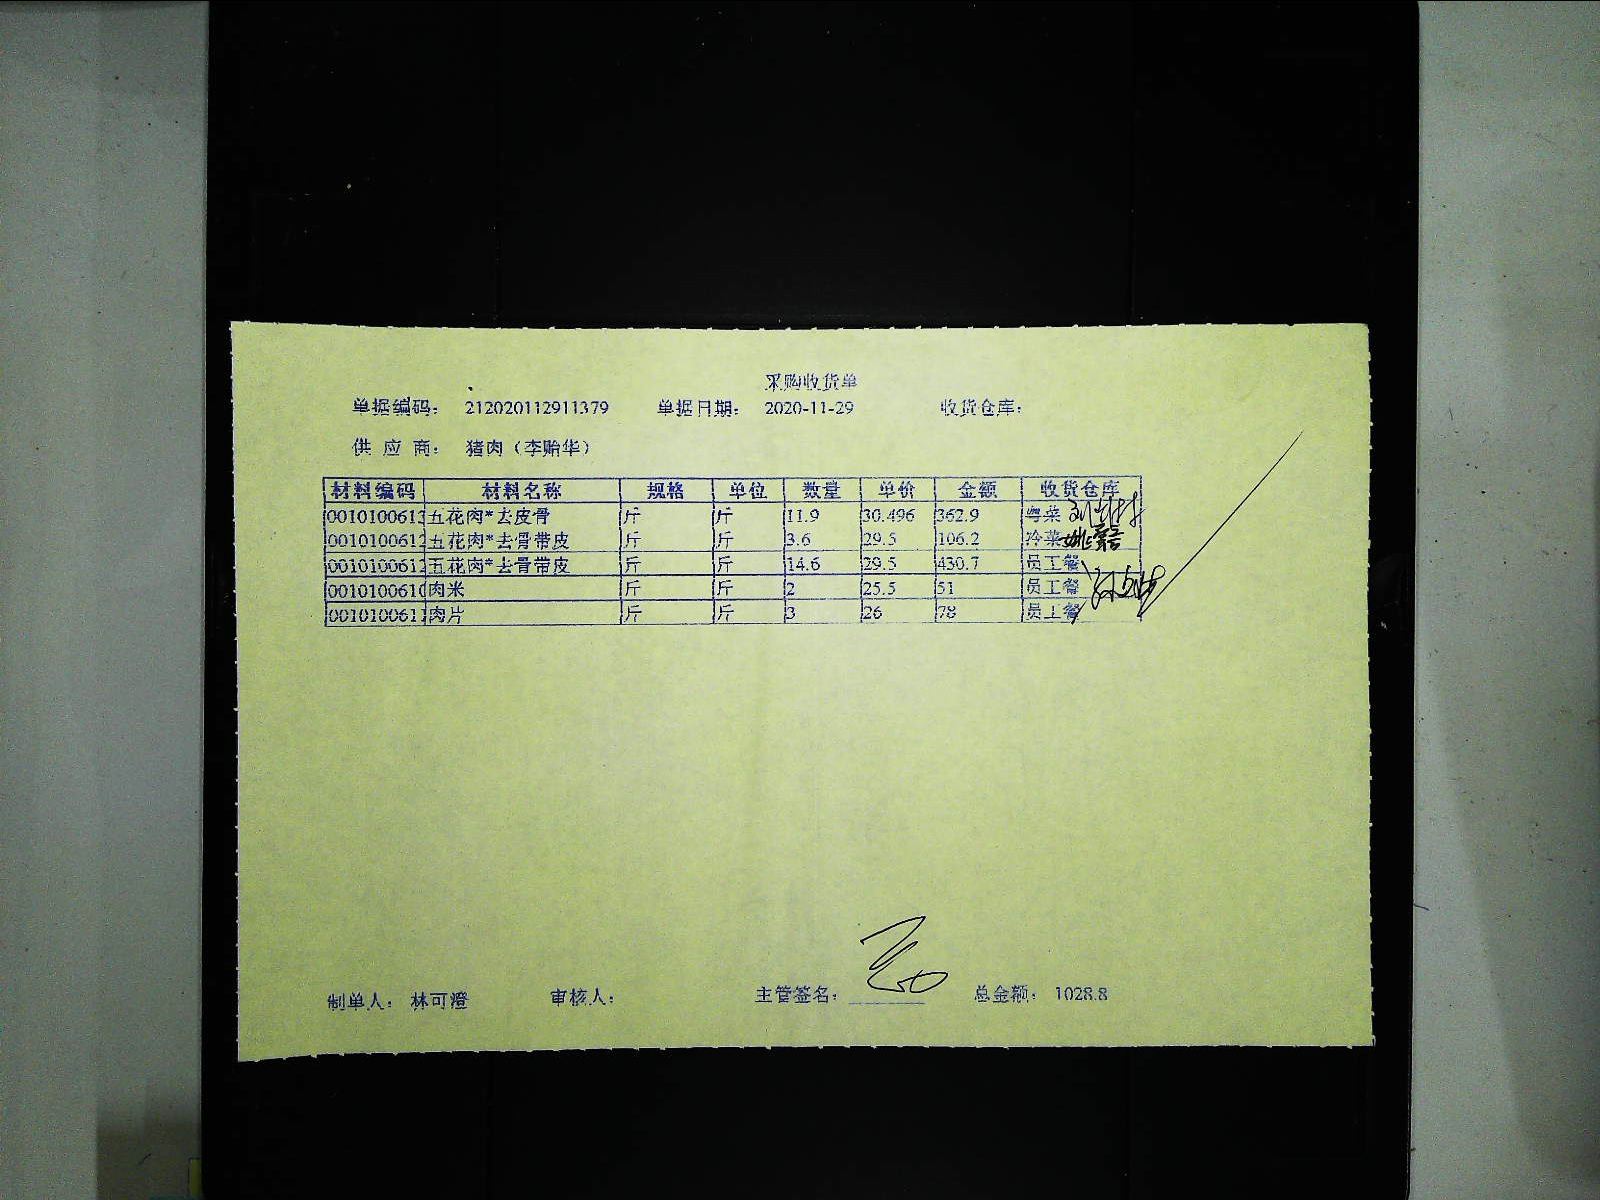 采购收货单
单据编码： 212020112911379 单据日期： 2020-11-29 收货仓库：
供 应 商： 猪肉（李贻华）
材料编码 材料名称 规格 单位 数量 单价 金额 收货仓库
001010061 五花肉*去皮骨 斤 斤 11.9 30.496 362.9 粤菜
001010061 五花肉*去骨带皮 斤 斤 3.6 29.5 106.2 冷菜
001010061 五花肉*去骨带皮 斤 斤 14.6 29.5 430.7 员工餐
001010061 肉米 斤 斤 2 25.5 51 员工餐
001010061 肉片 斤 斤 3 26 78 员工餐
制单人： 林可澄 审核人： 主管签名： 总金额： 1028.8